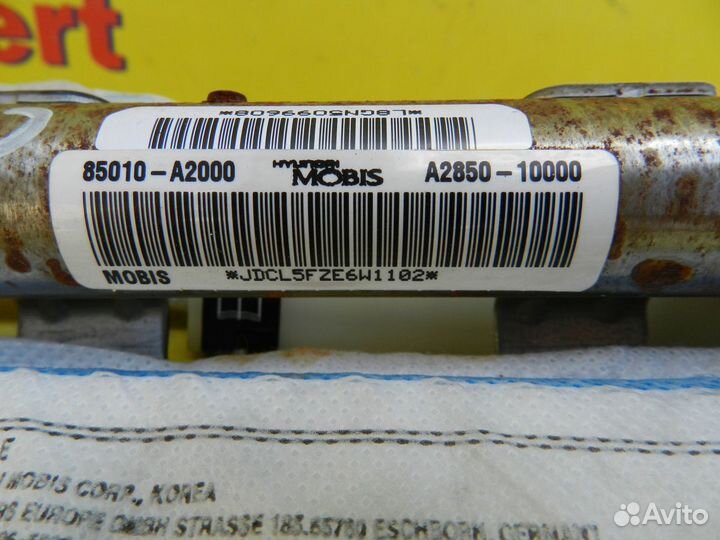 ert
*L8GN5099608*
85010-A2000 HYUNDAI MOBIS A2850-10000
MOBIS *JDCL5FZE6W1102*
E
MOBIS CORP., KOREA
EUROPE GMBH STRASSE 183.65760 ESCHBORN, GERMANY
Avito